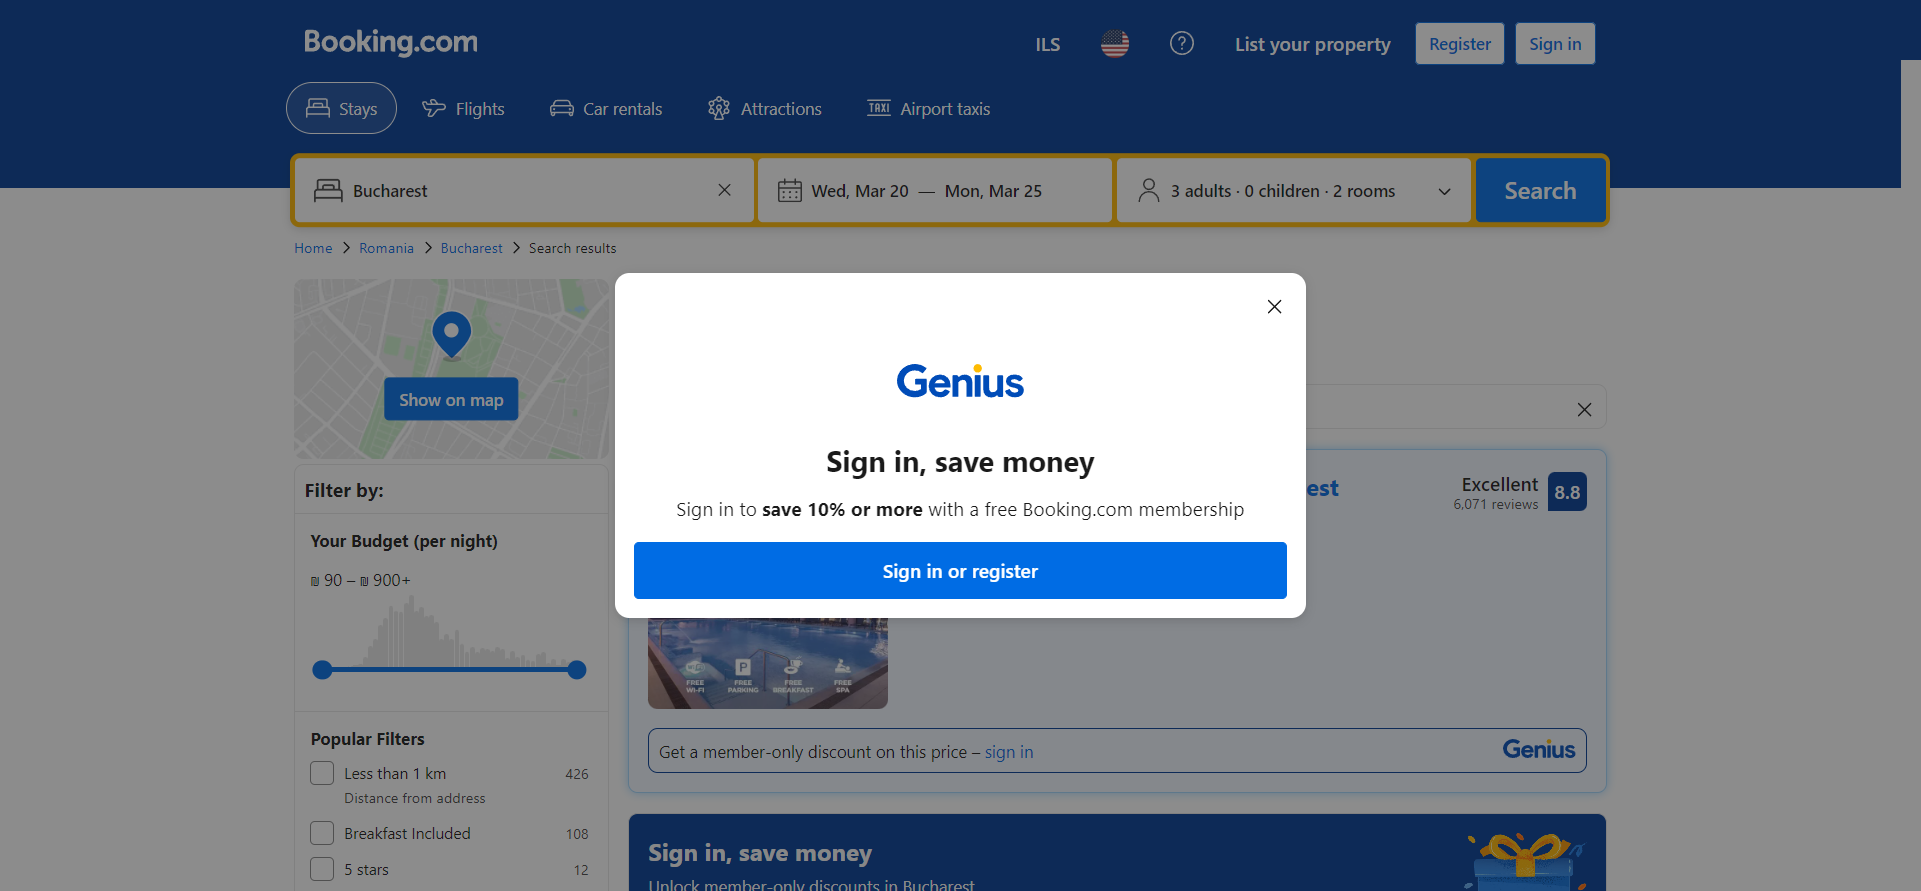 Booking.com
ILS
List your property
Register
Sign in
Stays
Flights
Car rentals
Attractions
TAXI
Airport taxis
Bucharest
Wed, Mar 20 — Mon, Mar 25
3 adults · 0 children · 2 rooms
Search
Home > Romania > Bucharest > Search results
Show on map
Filter by:
Your Budget (per night)
₪ 90 – ₪ 900+
Popular Filters
Less than 1 km 426
Distance from address
Breakfast Included 108
5 stars 12
Genius
Sign in, save money
Sign in to save 10% or more with a free Booking.com membership
Sign in or register
est
Excellent
6,071 reviews
8.8
FREE WI-FI
FREE PARKING
FREE BREAKFAST
FREE SPA
Get a member-only discount on this price – sign in
Genius
Sign in, save money
Unlock member-only discounts in Bucharest